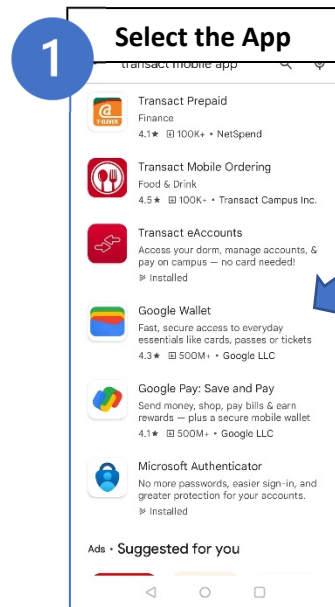 1
Select the App
transact mobile app
Transact Prepaid
Finance
4.1★ 100K+ • NetSpend
Transact Mobile Ordering
Food & Drink
4.5★ 100K+ • Transact Campus Inc.
Transact eAccounts
Access your dorm, manage accounts, &
pay on campus — no card needed!
Installed
Google Wallet
Fast, secure access to everyday
essentials like cards, passes or tickets
4.3★ 500M+ • Google LLC
Google Pay: Save and Pay
Send money, shop, pay bills & earn
rewards — plus a secure mobile wallet
4.1★ 500M+ • Google LLC
Microsoft Authenticator
No more passwords, easier sign-in, and
greater protection for your accounts.
Installed
Ads • Suggested for you